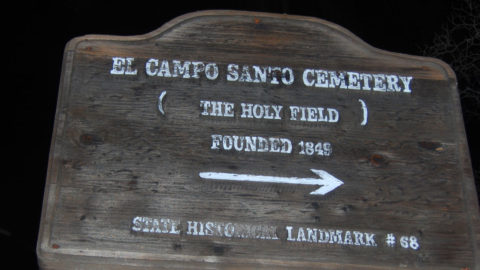 EL CAMPO SANTO CEMETERY
( THE HOLY FIELD )
FOUNDED 1849
STATE HISTORICAL LANDMARK # 68